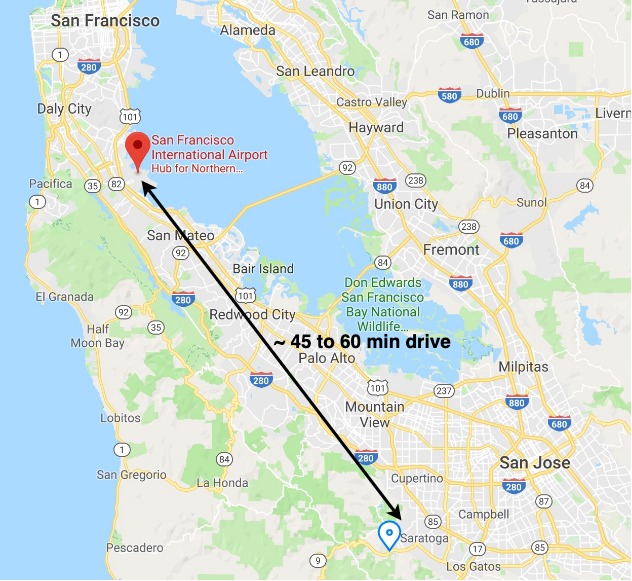 San Francisco
Alameda
San Ramon
Tassajara
680
1
280
San Leandro
580
Dublin
Daly City
101
Castro Valley
680
Livern
Hayward
Pleasanton
San Francisco
International Airport
Hub for Northern...
92
Pacifica
35
82
880
238
84
1
Union City
Sunol
San Mateo
238
680
92
Fremont
Bair Island
84
101
280
Don Edwards
San Francisco
Bay National
Wildlife...
880
El Granada
92
35
Redwood City
Half
Moon Bay
~ 45 to 60 min drive
Palo Alto
Milpitas
280
101
237
Mountain
View
880
680
Lobitos
1
84
280
San Jose
San Gregorio
La Honda
Cupertino
280
87
Campbell
85
Saratoga
Pescadero
9
17
85
Los Gatos